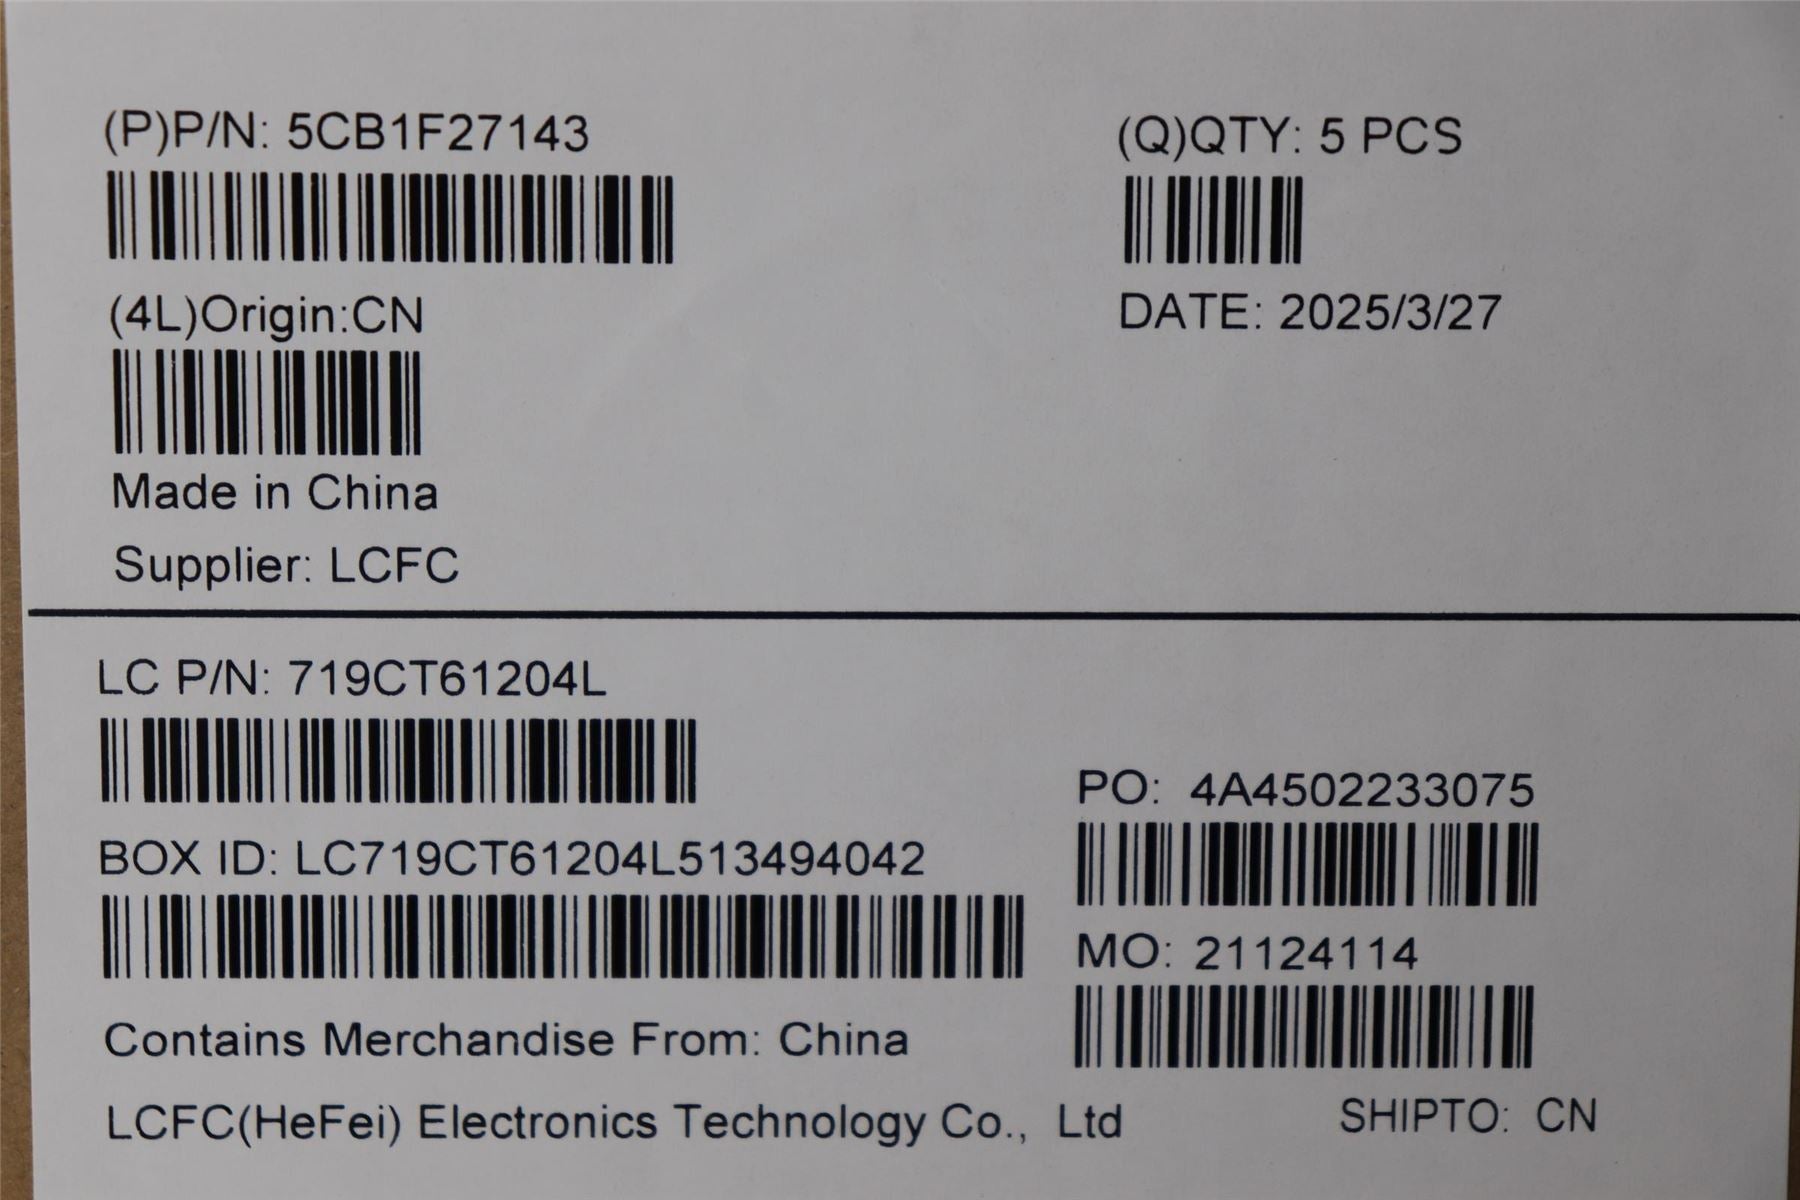 (P)P/N: 5CB1F27143
(Q)QTY: 5 PCS
(4L)Origin:CN
DATE: 2025/3/27
Made in China
Supplier: LCFC
LC P/N: 719CT61204L
PO: 4A4502233075
BOX ID: LC719CT61204L513494042
MO: 21124114
Contains Merchandise From: China
LCFC(HeFei) Electronics Technology Co., Ltd
SHIPTO: CN